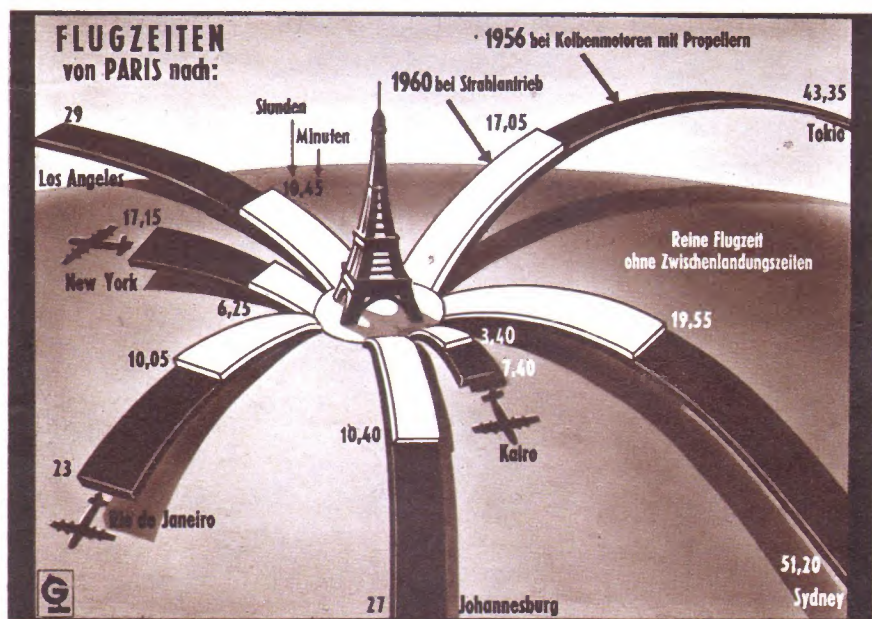 FLUGZEITEN
von PARIS nach:
1956 bei Kolbenmotoren mit Propellern
1960 bei Strahlantrieb
Stunden
Minuten
29
Los Angeles
10,45
17,05
43,35
Tokio
17,15
New York
6,25
Reine Flugzeit
ohne Zwischenlandungszeiten
10,05
23
Rio de Janeiro
3,40
7,40
Kairo
19,55
51,20
Sydney
10,40
27
Johannesburg
G